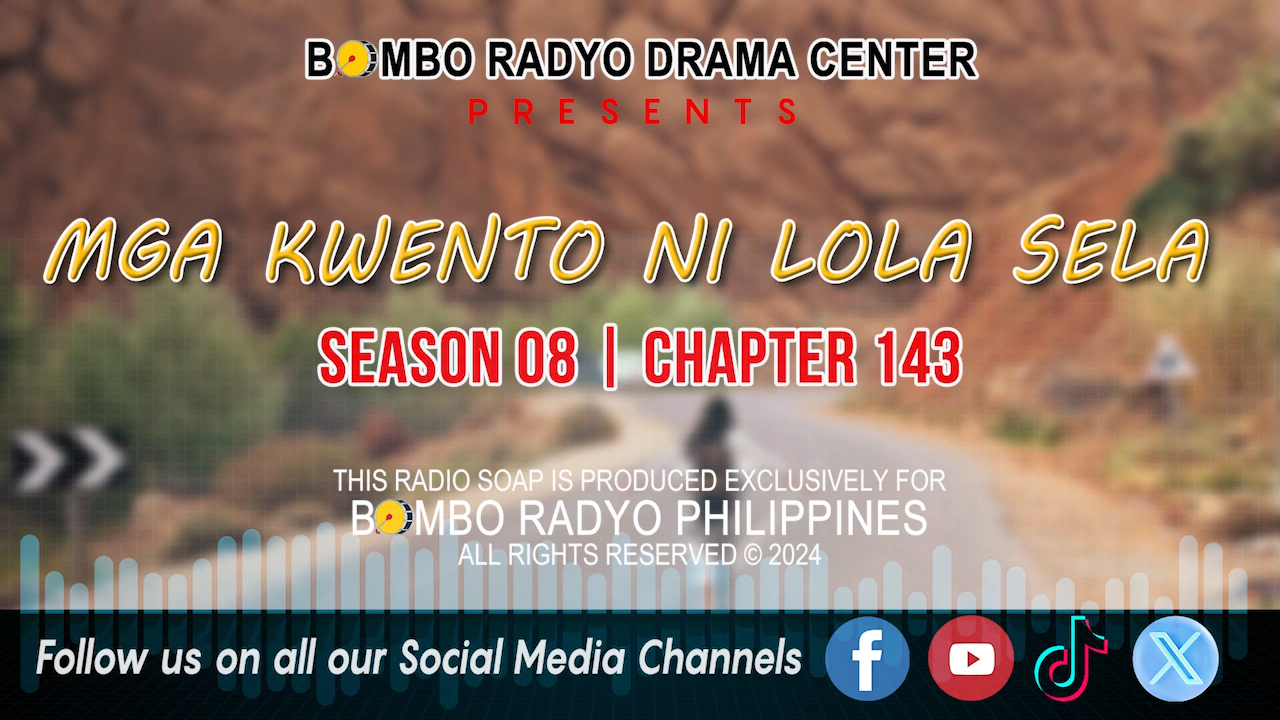 BOMBO RADYO DRAMA CENTER
PRESENTS
MGA KWENTO NI LOLA SELA
SEASON 08 | CHAPTER 143
THIS RADIO SOAP IS PRODUCED EXCLUSIVELY FOR
BOMBO RADYO PHILIPPINES
ALL RIGHTS RESERVED © 2024
Follow us on all our Social Media Channels